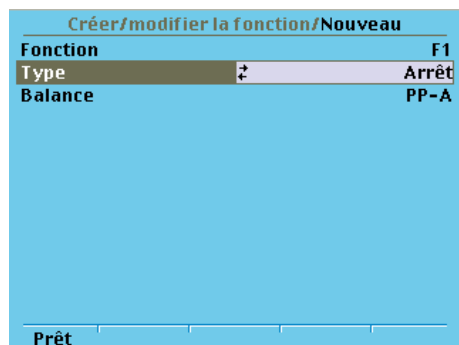 Créer/modifier la fonction/Nouveau
Fonction F1
Type Arrêt
Balance PP-A
Prêt